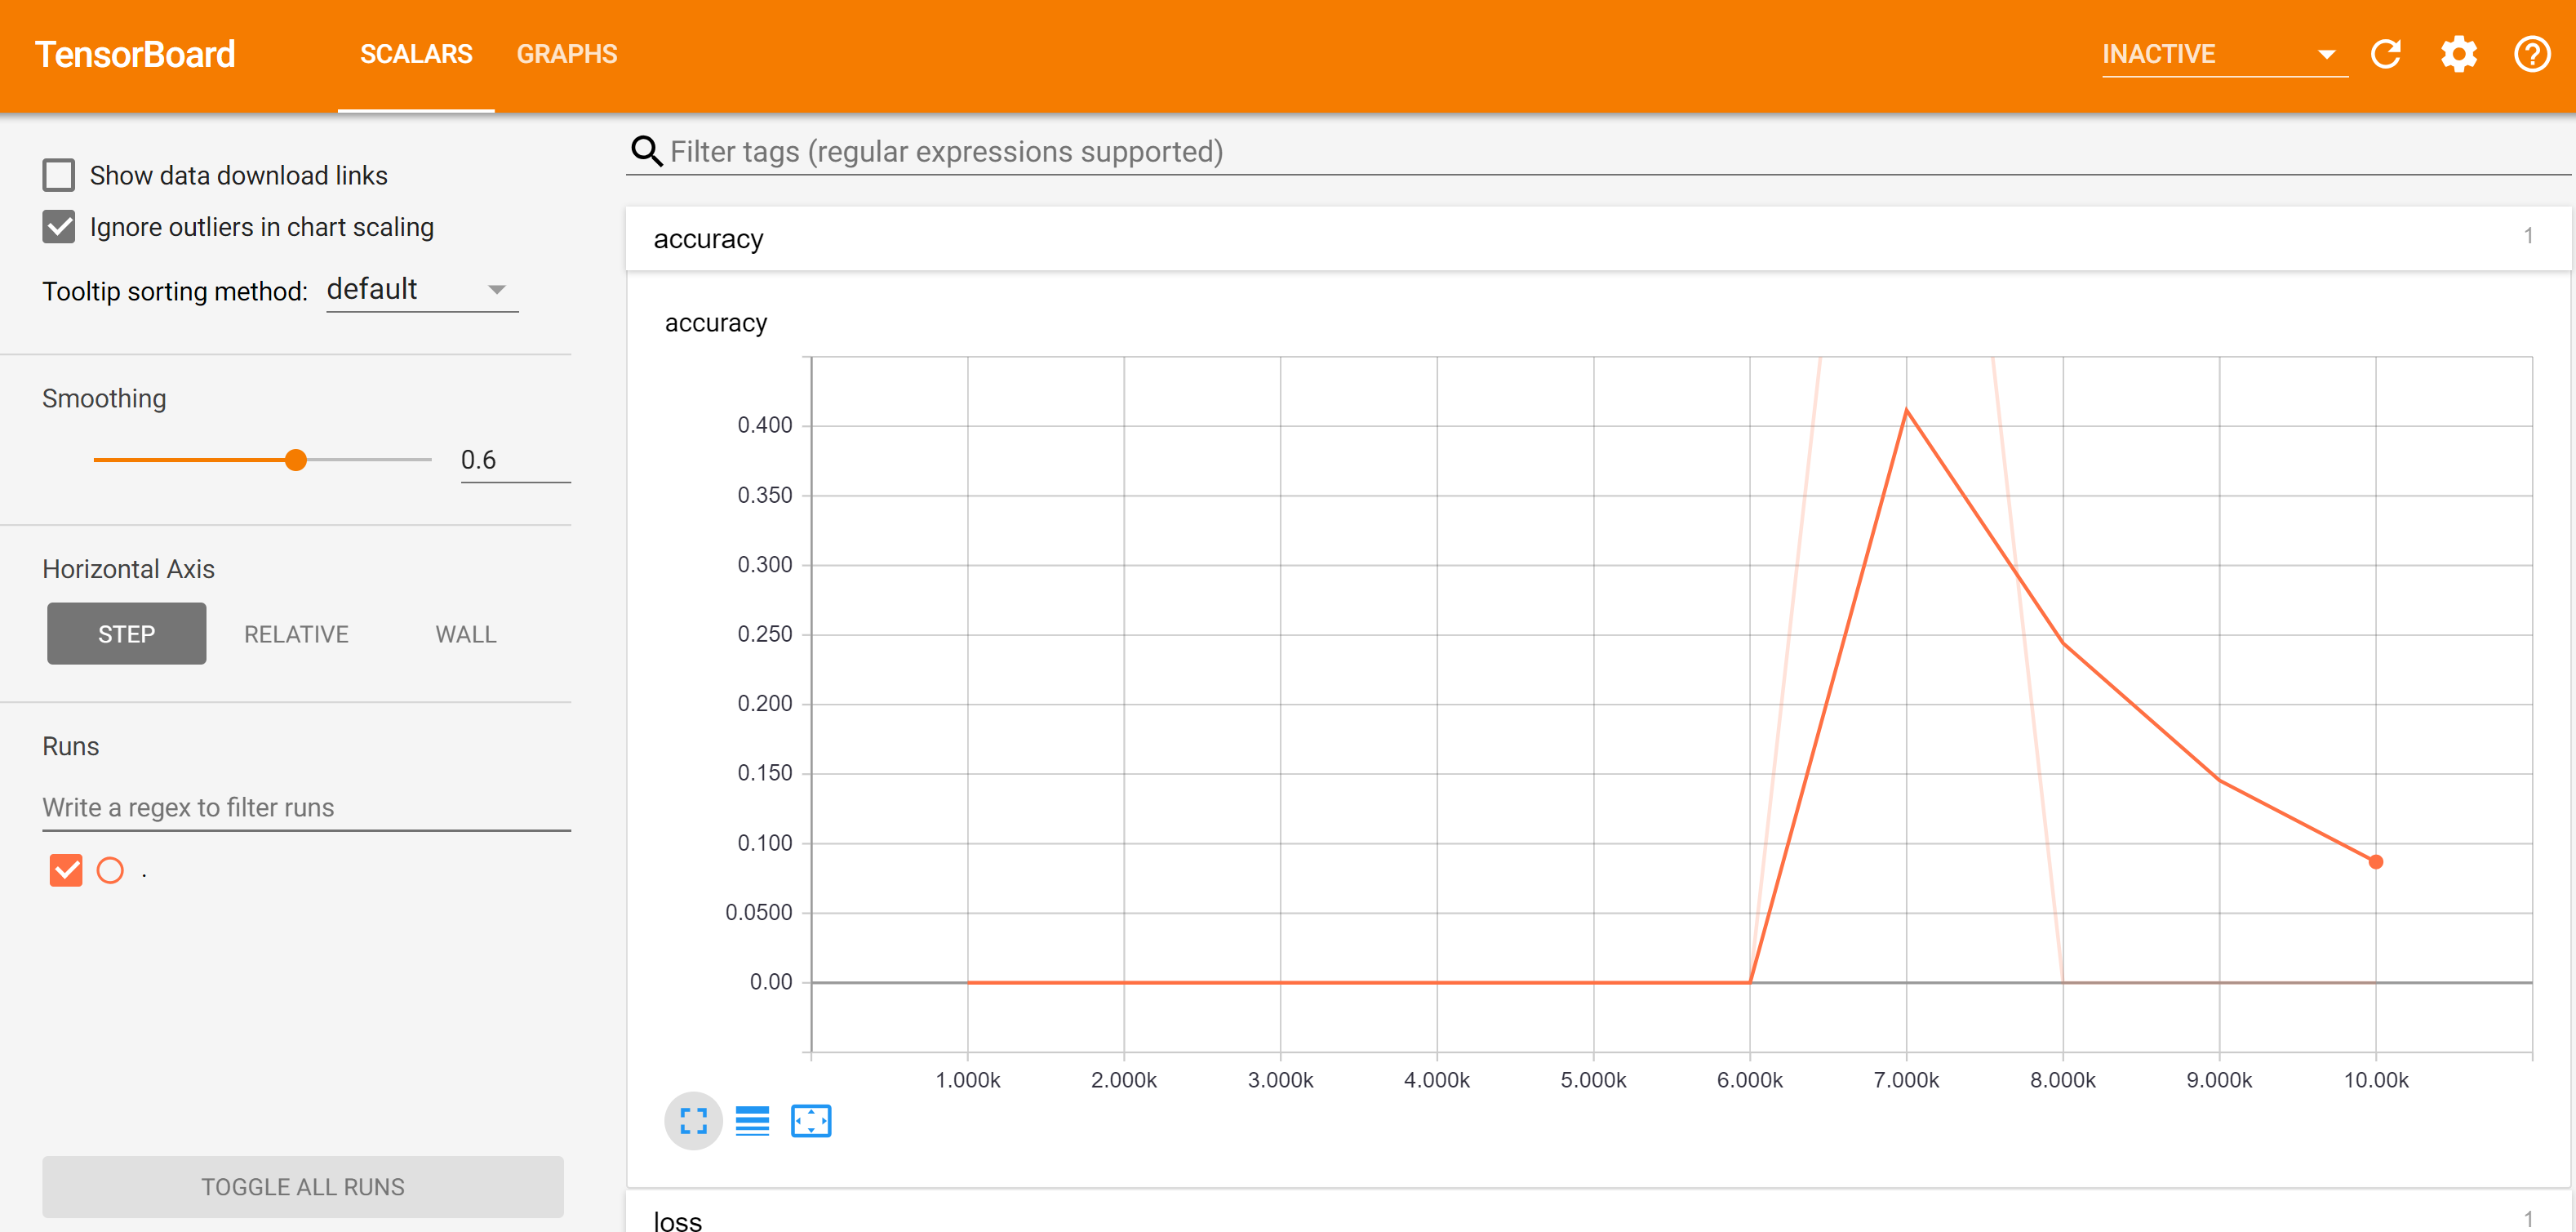 TensorBoard SCALARS GRAPHS INACTIVE
Show data download links
Ignore outliers in chart scaling
Tooltip sorting method: default
Smoothing
0.6
Horizontal Axis
STEP RELATIVE WALL
Runs
Write a regex to filter runs
.
TOGGLE ALL RUNS
Filter tags (regular expressions supported)
accuracy 1
accuracy
0.400
0.350
0.300
0.250
0.200
0.150
0.100
0.0500
0.00
1.000k 2.000k 3.000k 4.000k 5.000k 6.000k 7.000k 8.000k 9.000k 10.00k
loss 1